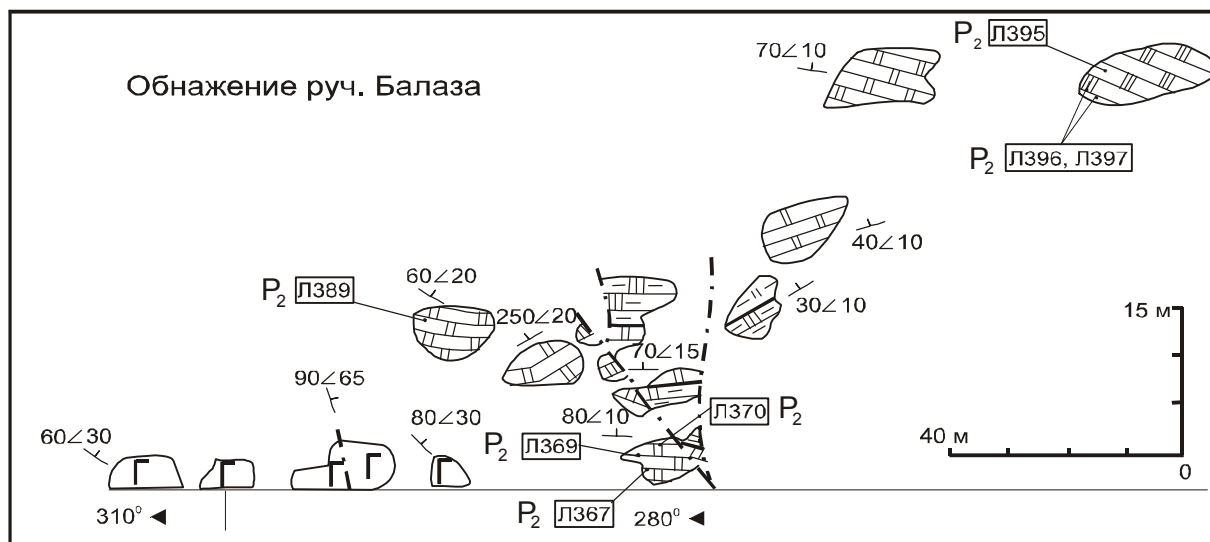 70∠10
P₂ Л395
Обнажение руч. Балаза
P₂ Л396, Л397
40∠10
60∠20
P₂ Л389
30∠10
250∠20
15 м
70∠15
90∠65
80∠10
Л370 P₂
80∠30
60∠30
P₂ Л369
40 м
Г
Г
Г
Г
Г
0
P₂ Л367
310⁰
280⁰